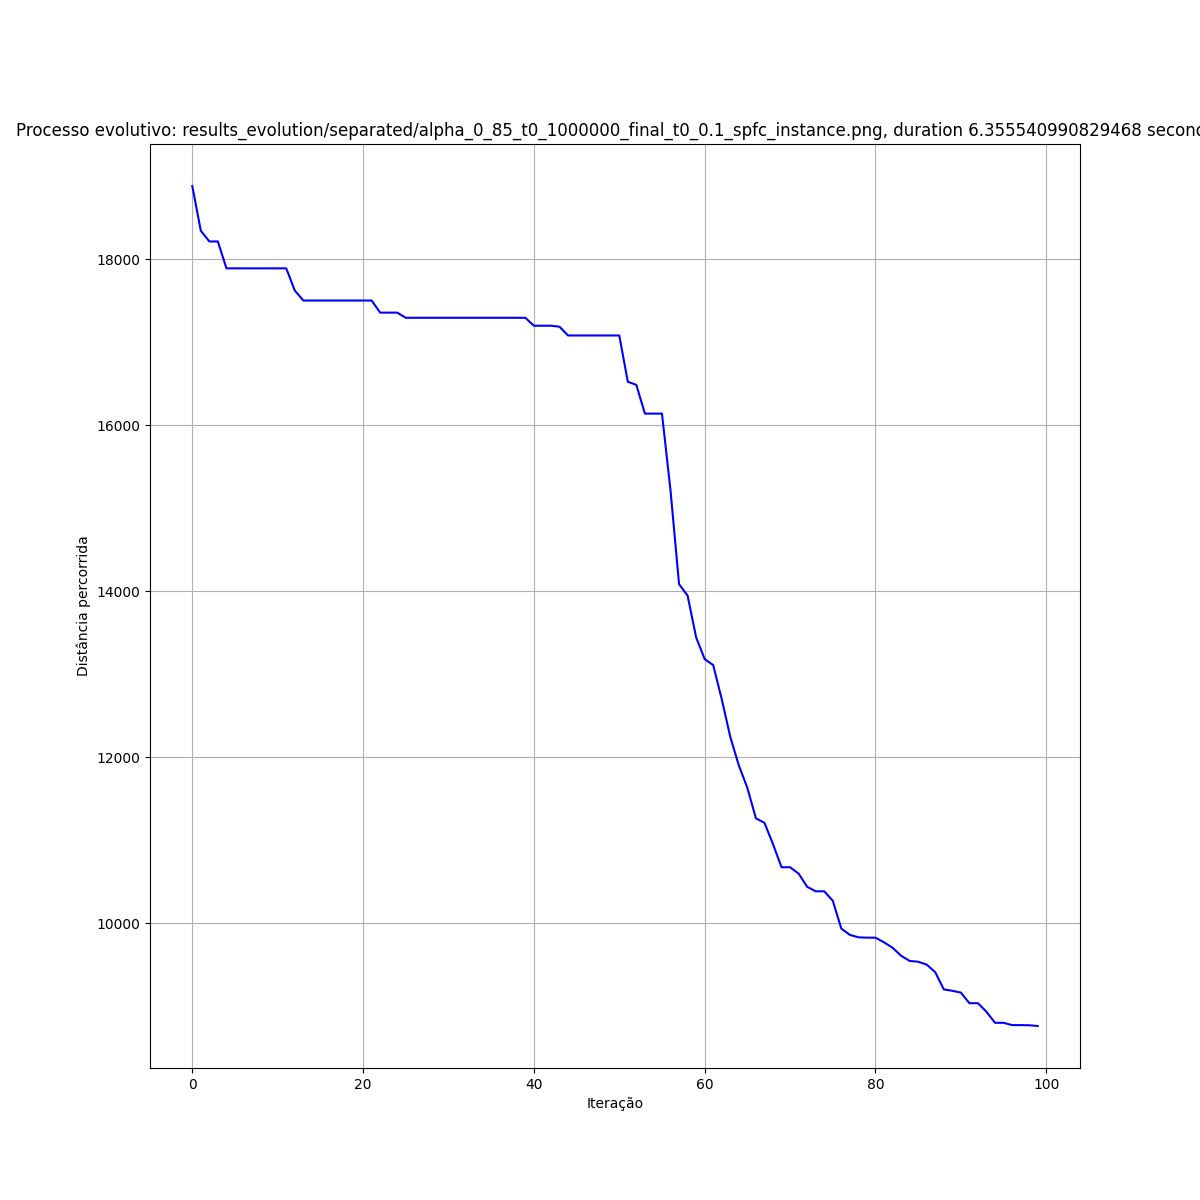 Processo evolutivo: results_evolution/separated/alpha_0_85_t0_1000000_final_t0_0.1_spfc_instance.png, duration 6.355540990829468 secon
18000
16000
14000
12000
10000
Distância percorrida
0 20 40 60 80 100
Iteração